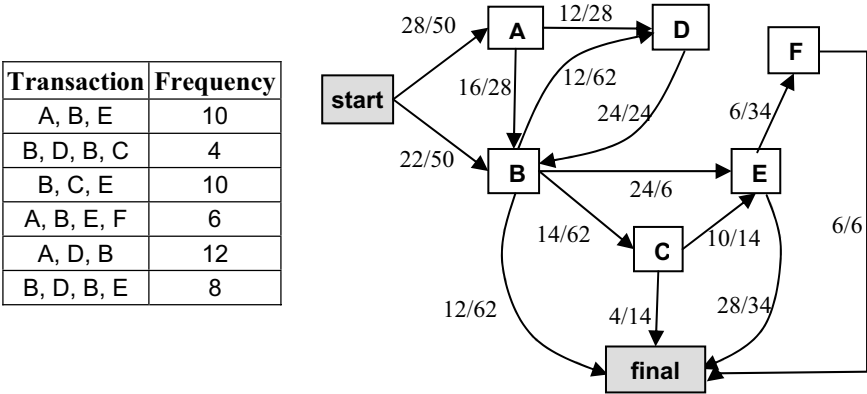 Transaction Frequency
A, B, E 10
B, D, B, C 4
B, C, E 10
A, B, E, F 6
A, D, B 12
B, D, B, E 8
start
28/50
22/50
A
12/28
D
16/28
12/62
24/24
F
6/34
B
24/6
E
14/62
C
10/14
6/6
12/62
4/14
28/34
final